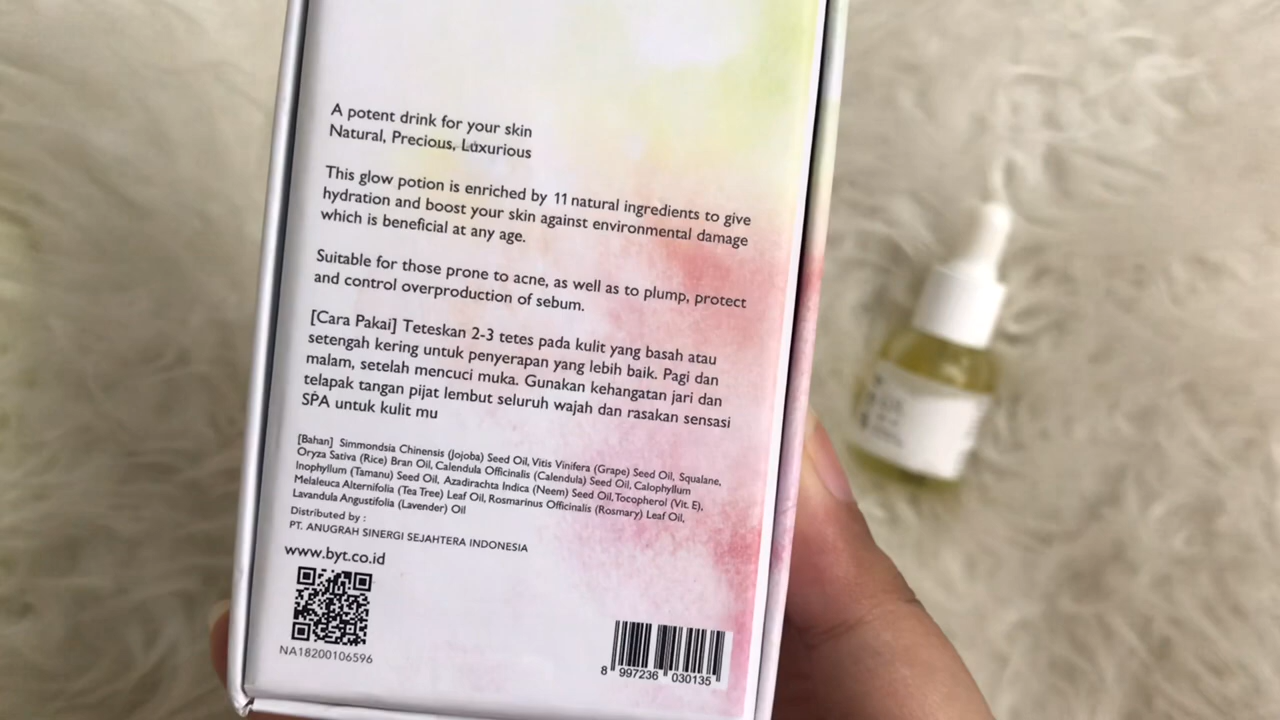 A potent drink for your skin
Natural, Precious, Luxurious
This glow potion is enriched by 11 natural ingredients to give
hydration and boost your skin against environmental damage
which is beneficial at any age.
Suitable for those prone to acne, as well as to plump, protect
and control overproduction of sebum.
[Cara Pakai] Teteskan 2-3 tetes pada kulit yang basah atau
setengah kering untuk penyerapan yang lebih baik. Pagi dan
malam, setelah mencuci muka. Gunakan kehangatan jari dan
telapak tangan pijat lembut seluruh wajah dan rasakan sensasi
SPA untuk kulit mu
[Bahan] Simmondsia Chinensis (Jojoba) Seed Oil, Vitis Vinifera (Grape) Seed Oil, Squalane,
Oryza Sativa (Rice) Bran Oil, Calendula Officinalis (Calendula) Seed Oil, Calophyllum
Inophyllum (Tamanu) Seed Oil, Azadirachta Indica (Neem) Seed Oil, Tocopherol (Vit. E),
Melaleuca Alternifolia (Tea Tree) Leaf Oil, Rosmarinus Officinalis (Rosmary) Leaf Oil,
Lavandula Angustifolia (Lavender) Oil
Distributed by :
PT. ANUGRAH SINERGI SEJAHTERA INDONESIA
www.byt.co.id
NA18200106596
8 997236 030135